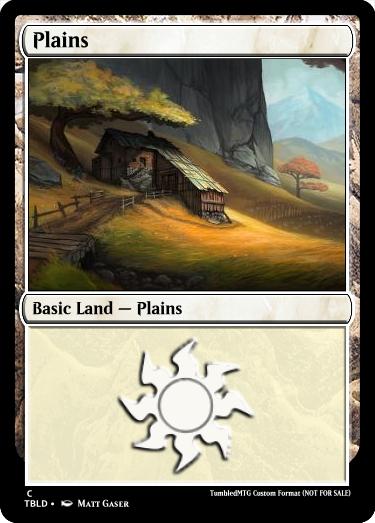 Plains
Basic Land — Plains
C
TBLD • Matt Gaser
TumbledMTG Custom Format (NOT FOR SALE)